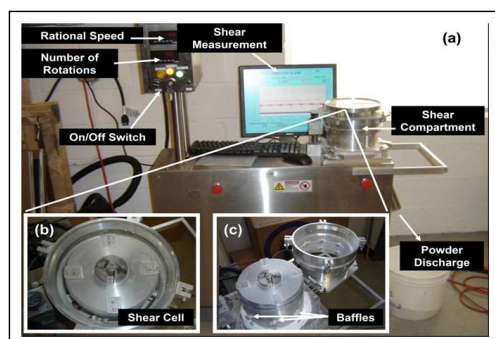 Rational Speed
Number of
Rotations
On/Off Switch
Shear
Measurement
(a)
Shear
Compartment
Powder
Discharge
(b)
Shear Cell
(c)
Baffles